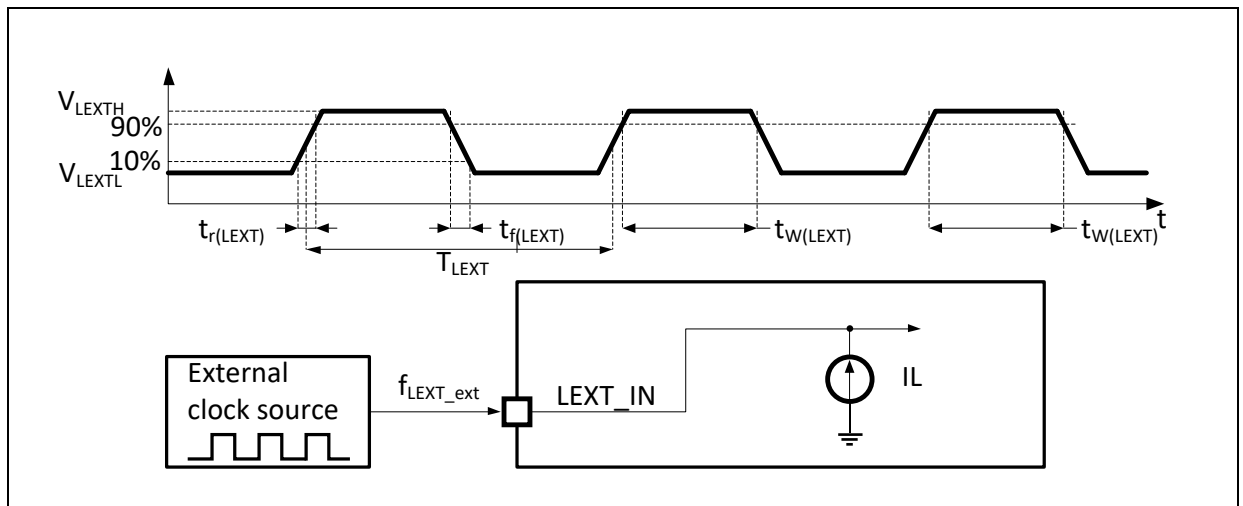 V_LEXTH
90%
10%
V_LEXTL
t
t_r(LEXT)
t_f(LEXT)
t_W(LEXT)
t_W(LEXT)
T_LEXT
External
clock source
f_LEXT_ext
LEXT_IN
IL